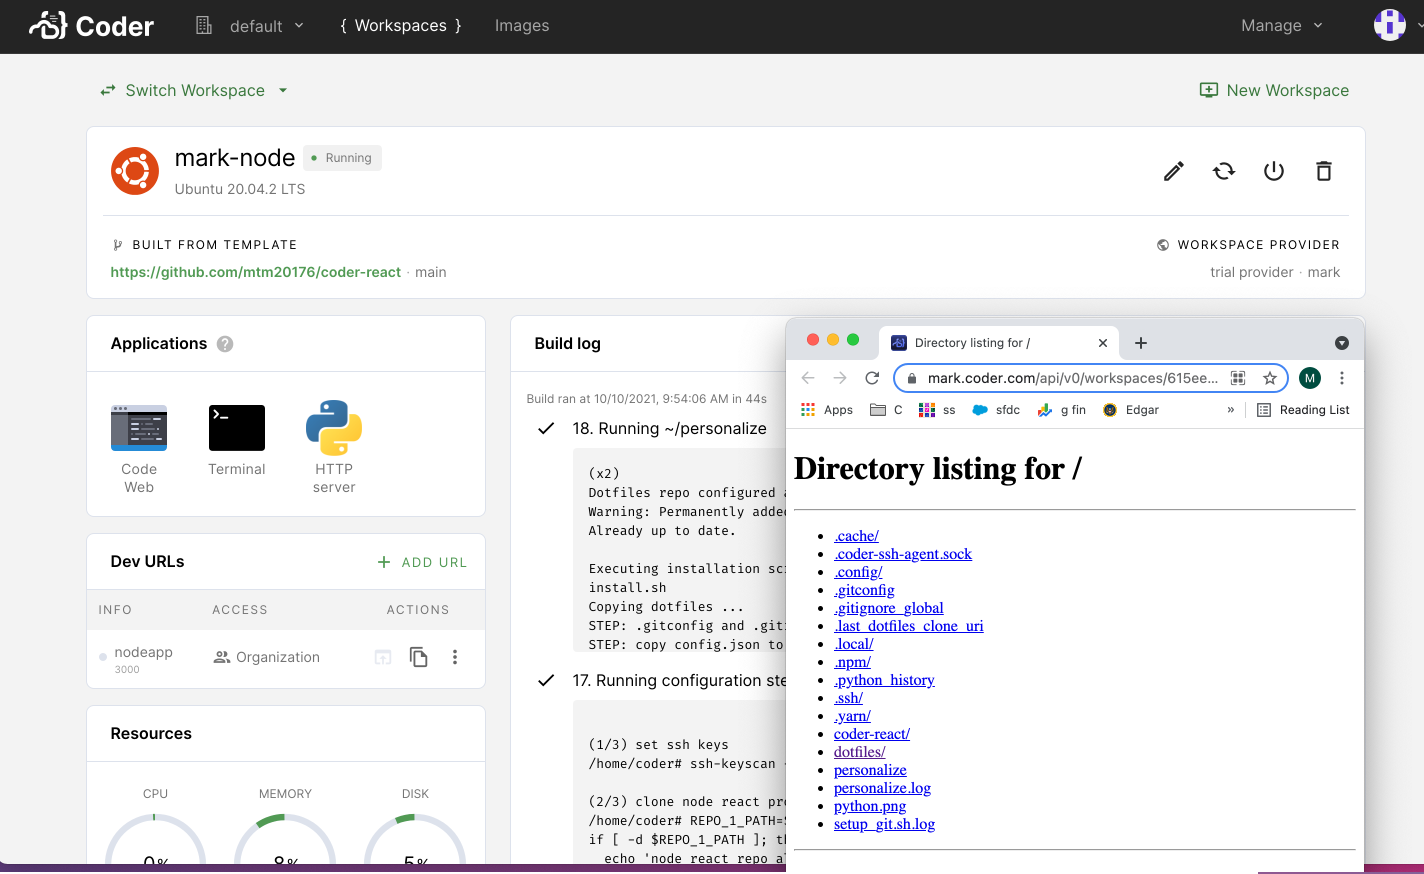 Coder
default
{ Workspaces }
Images
Manage
Switch Workspace
New Workspace
mark-node
Running
Ubuntu 20.04.2 LTS
BUILT FROM TEMPLATE
https://github.com/mtm20176/coder-react · main
WORKSPACE PROVIDER
trial provider · mark
Applications ?
Code
Web
Terminal
HTTP
server
Dev URLs
+ ADD URL
INFO ACCESS ACTIONS
nodeapp
3000
Organization
Resources
CPU MEMORY DISK
0% 8% 5%
Build log
Build ran at 10/10/2021, 9:54:06 AM in 44s
18. Running ~/personalize
(x2)
Dotfiles repo configured
Warning: Permanently added
Already up to date.
Executing installation
install.sh
Copying dotfiles ...
STEP: .gitconfig and
STEP: copy config.json to
17. Running configuration
(1/3) set ssh keys
/home/coder# ssh-keyscan
(2/3) clone node react
/home/coder# REPO_1_PATH=
if [ -d $REPO_1_PATH ];
echo 'node react repo
Directory listing for /
mark.coder.com/api/v0/workspaces/615ee...
M
Apps
C
ss
sfdc
g fin
Edgar
»
Reading List
Directory listing for /
.cache/
.coder-ssh-agent.sock
.config/
.gitconfig
.gitignore_global
.last_dotfiles_clone_uri
.local/
.npm/
.python_history
.ssh/
.yarn/
coder-react/
dotfiles/
personalize
personalize.log
python.png
setup_git.sh.log